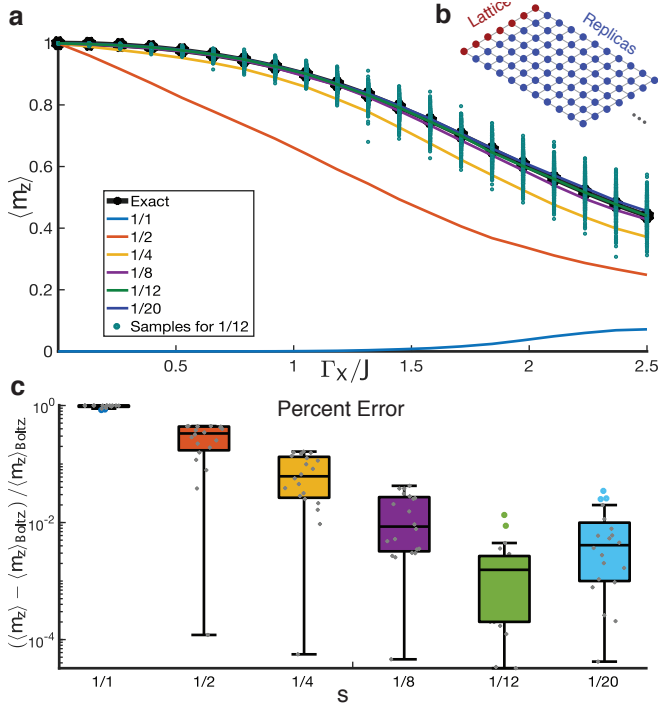 a
b
Lattice
Replicas
1
0.8
0.6
0.4
0.2
0
⟨m_z⟩
Exact
1/1
1/2
1/4
1/8
1/12
1/20
Samples for 1/12
0.5
1
1.5
2
2.5
Γ_X/J
c
Percent Error
10^0
10^-2
10^-4
(⟨m_z⟩ − ⟨m_z⟩_Boltz.) / ⟨m_z⟩_Boltz.
1/1
1/2
1/4
1/8
1/12
1/20
S